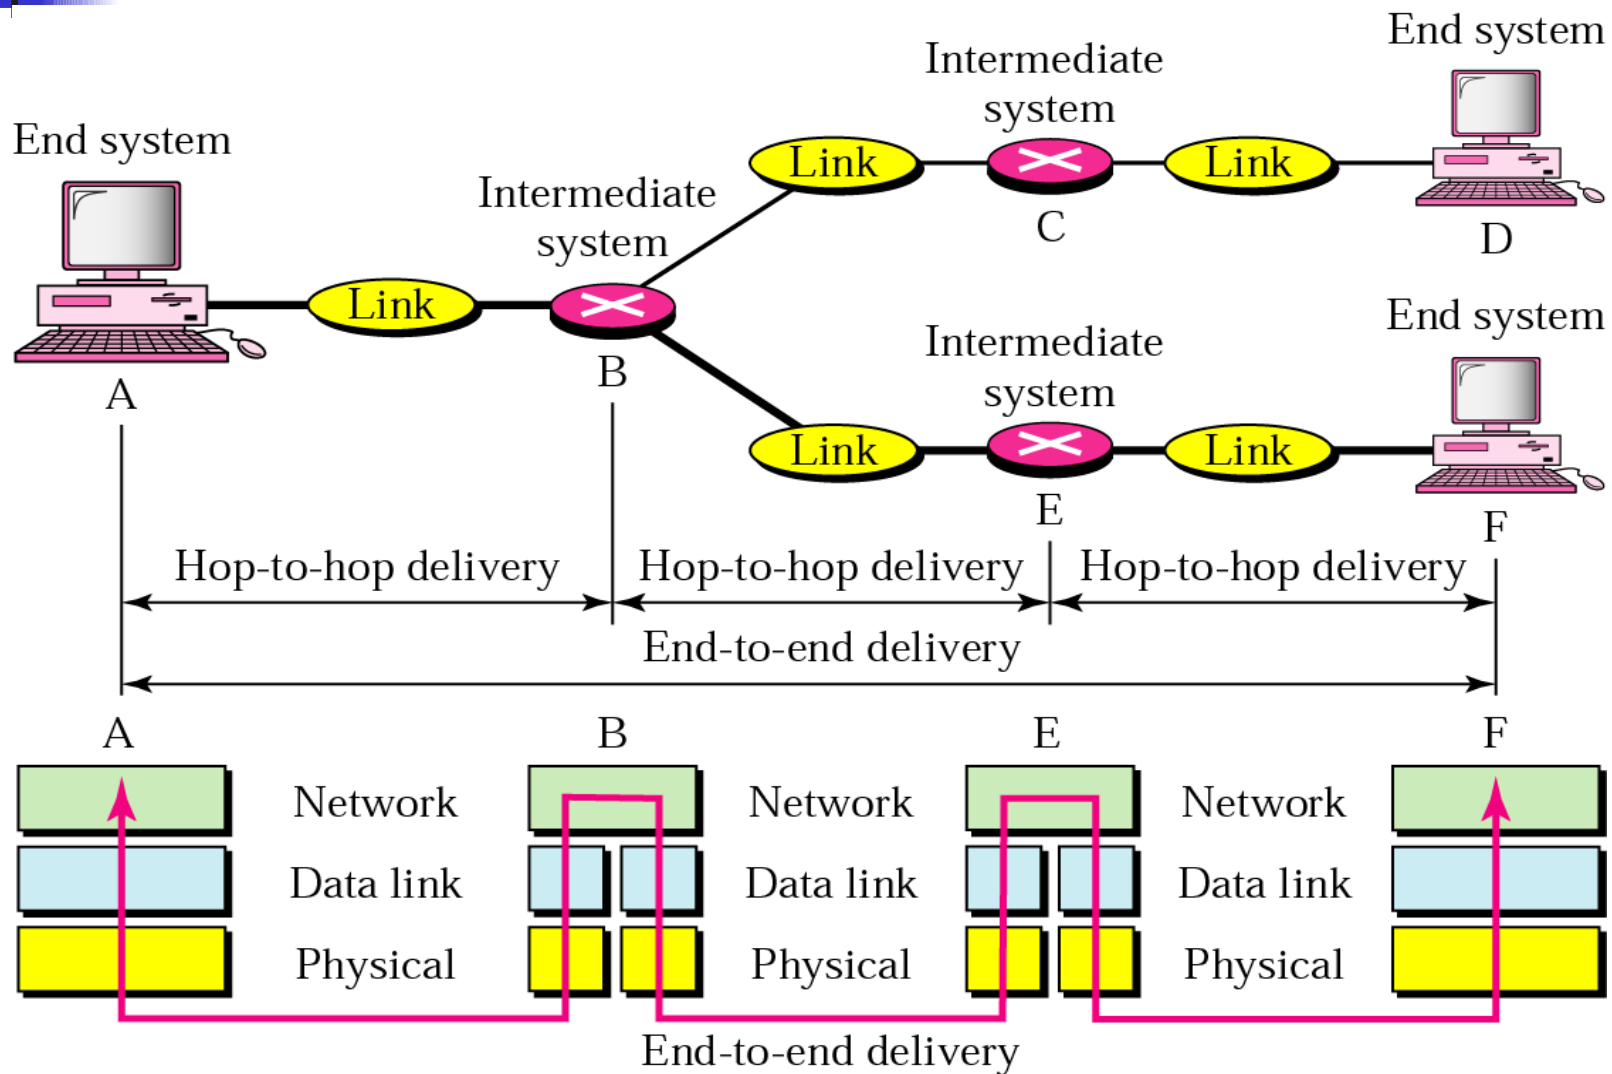 End system
Intermediate
system
End system
Link
C
Link
D
Intermediate
system
A
Link
B
Intermediate
system
End system
Link
E
Link
F
Hop-to-hop delivery
Hop-to-hop delivery
Hop-to-hop delivery
End-to-end delivery
A
B
E
F
Network
Network
Network
Data link
Data link
Data link
Physical
Physical
Physical
End-to-end delivery